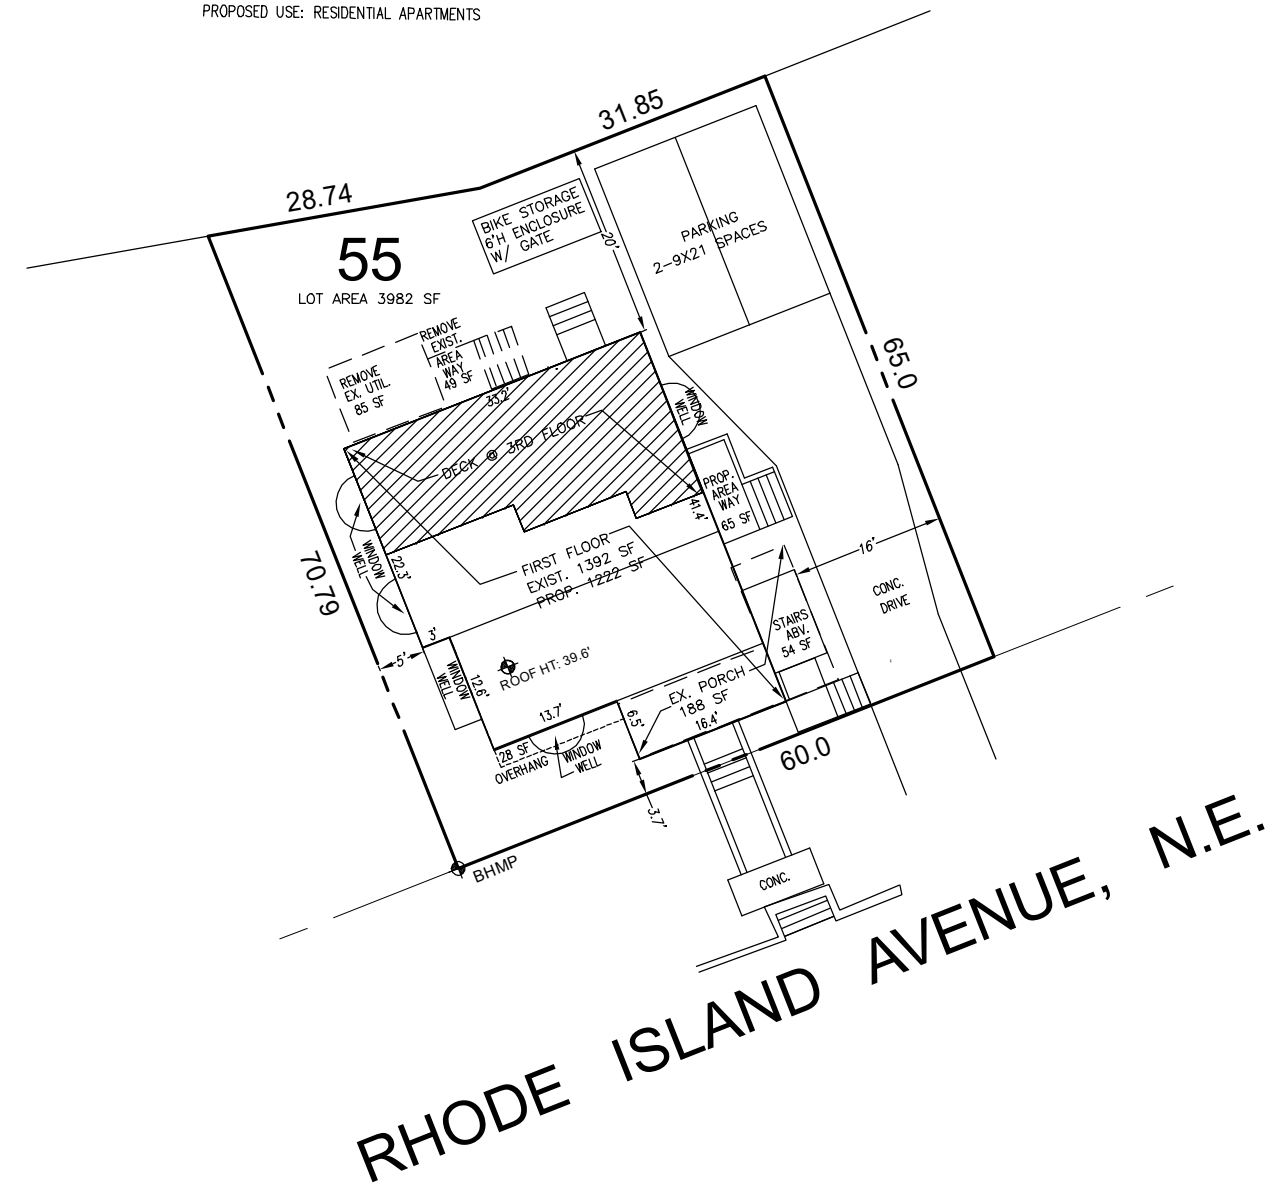 PROPOSED USE: RESIDENTIAL APARTMENTS
31.85
28.74
55
LOT AREA 3982 SF
BIKE STORAGE
6'H ENCLOSURE
W/ GATE
20'
PARKING
2-9X21 SPACES
65.0
REMOVE
EXIST.
AREA
WAY
49 SF
REMOVE
EX. UTIL.
85 SF
33.2'
DECK @ 3RD FLOOR
WINDOW
WELL
PROP.
AREA
WAY
65 SF
41.4'
FIRST FLOOR
EXIST. 1392 SF
PROP. 1222 SF
22.3'
WINDOW
WELL
70.79
16'
CONC.
DRIVE
STAIRS
ABV.
54 SF
3'
5'
WINDOW
WELL
12.6'
ROOF HT: 39.6'
EX. PORCH
188 SF
16.4'
6.5'
13.7'
28 SF
OVERHANG
WINDOW
WELL
60.0
3.7'
BHMP
CONC.
RHODE ISLAND AVENUE, N.E.